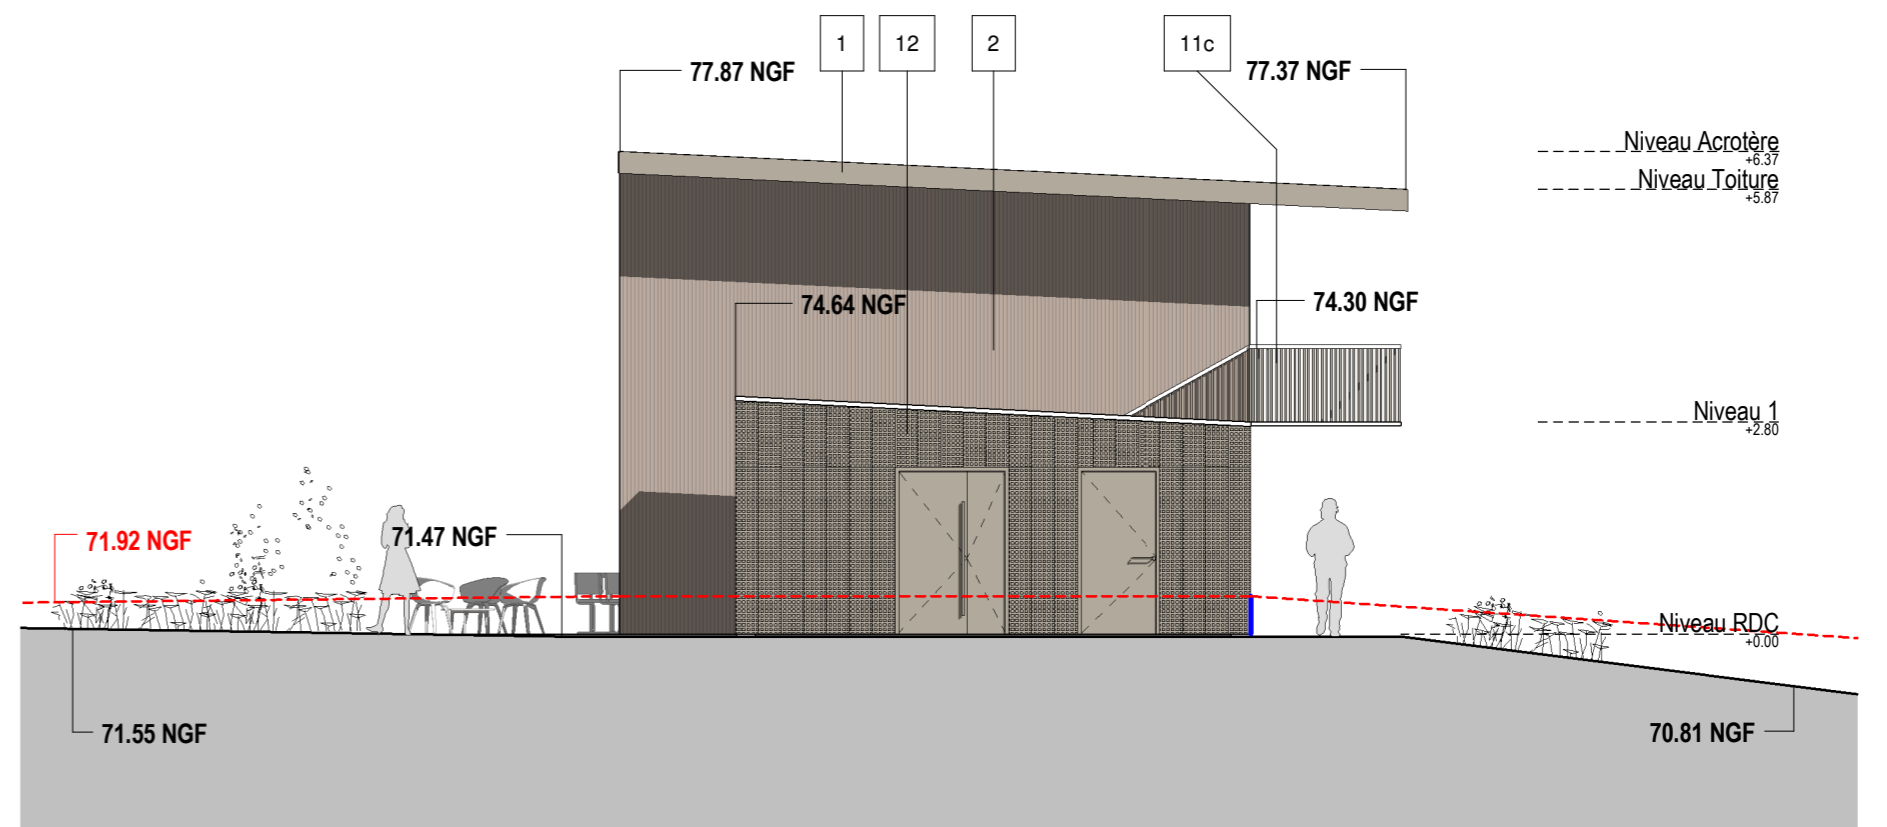 1
12
2
11c
77.87 NGF
77.37 NGF
Niveau Acrotère
+6.37
Niveau Toiture
+5.87
74.64 NGF
74.30 NGF
Niveau 1
+2.80
71.92 NGF
71.47 NGF
Niveau RDC
+0.00
71.55 NGF
70.81 NGF